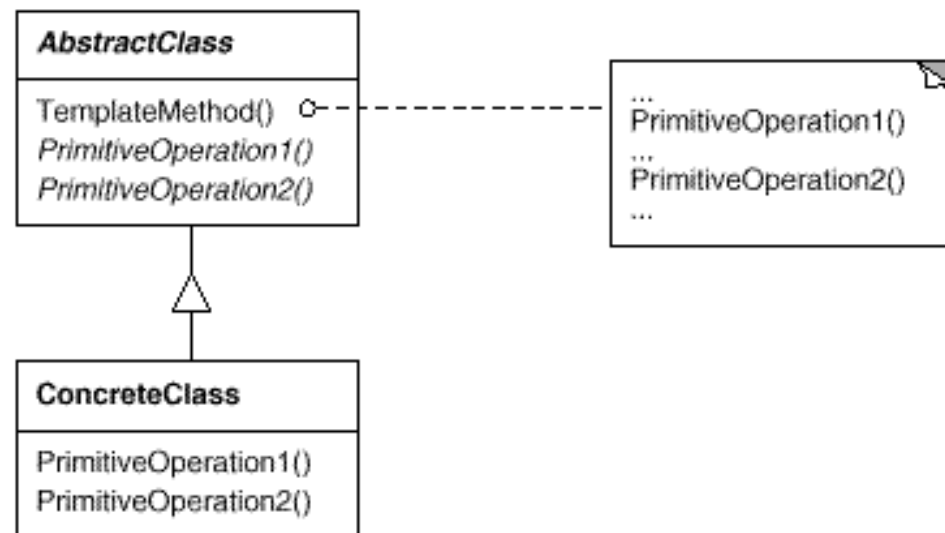 AbstractClass
TemplateMethod()
PrimitiveOperation1()
PrimitiveOperation2()
...
PrimitiveOperation1()
...
PrimitiveOperation2()
...
ConcreteClass
PrimitiveOperation1()
PrimitiveOperation2()